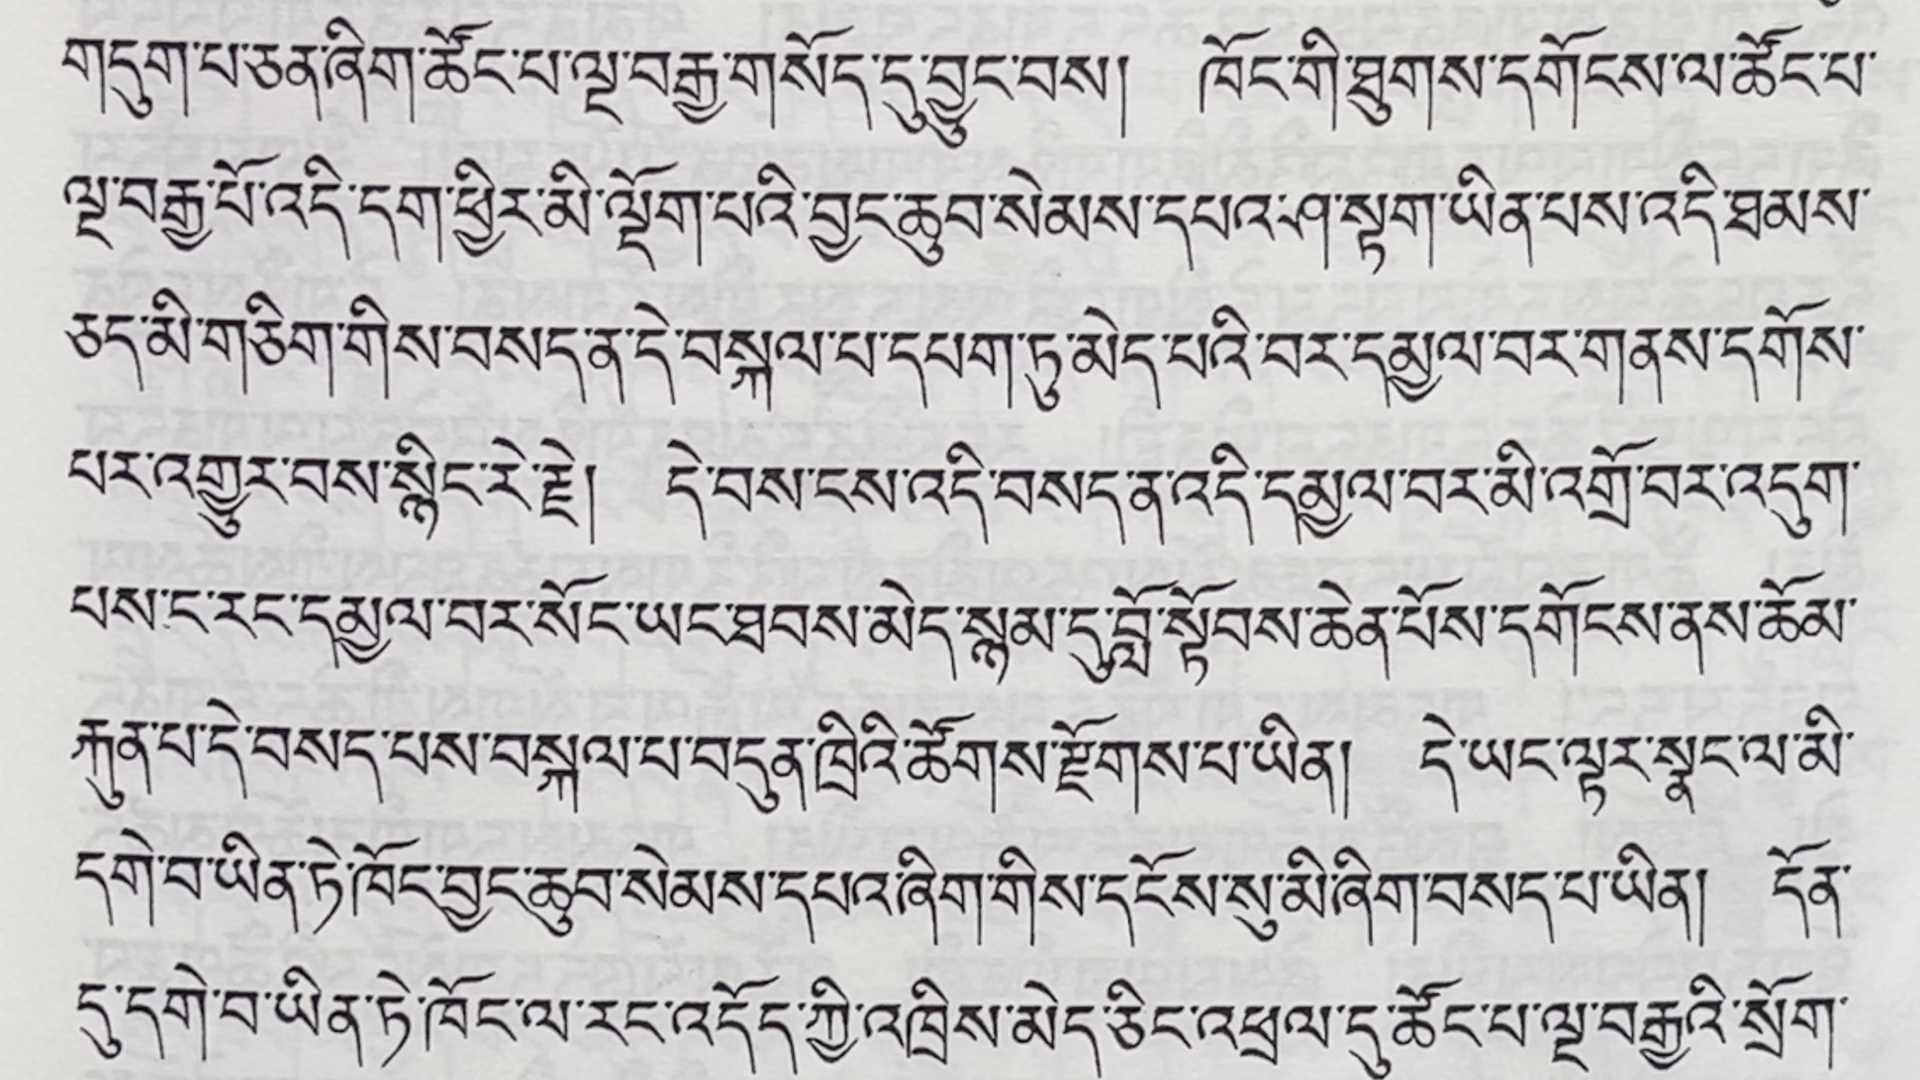 གདུག་པ་ཅན་ཞིག་ཚོང་པ་ལྔ་བརྒྱ་གསོད་དུ་བྱུང་བས། ཁོང་གི་ཐུགས་དགོངས་ལ་ཚོང་པ་
ལྔ་བརྒྱ་པོ་འདི་དག་ཕྱིར་མི་ལྡོག་པའི་བྱང་ཆུབ་སེམས་དཔའ་ཤ་སྟག་ཡིན་པས་འདི་ཐམས་
ཅད་མི་གཅིག་གིས་བསད་ན་དེ་བསྐལ་པ་དཔག་ཏུ་མེད་པའི་བར་དམྱལ་བར་གནས་དགོས་
པར་འགྱུར་བས་སྙིང་རེ་རྗེ། དེ་བས་ངས་འདི་བསད་ན་འདི་དམྱལ་བར་མི་འགྲོ་བར་འདུག་
པས་ང་རང་དམྱལ་བར་སོང་ཡང་ཐབས་མེད་སྙམ་དུ་བློ་སྟོབས་ཆེན་པོས་དགོངས་ནས་ཆོམ་
རྐུན་པ་དེ་བསད་པས་བསྐལ་པ་བདུན་ཁྲིའི་ཚོགས་རྫོགས་པ་ཡིན། དེ་ཡང་ལྟར་སྣང་ལ་མི་
དགེ་བ་ཡིན་ཏེ་ཁོང་བྱང་ཆུབ་སེམས་དཔའ་ཞིག་གིས་དངོས་སུ་མི་ཞིག་བསད་པ་ཡིན། དོན་
དུ་དགེ་བ་ཡིན་ཏེ་ཁོང་ལ་རང་འདོད་ཀྱི་འཁྲིས་མེད་ཅིང་འཕྲལ་དུ་ཚོང་པ་ལྔ་བརྒྱའི་སྲོག་